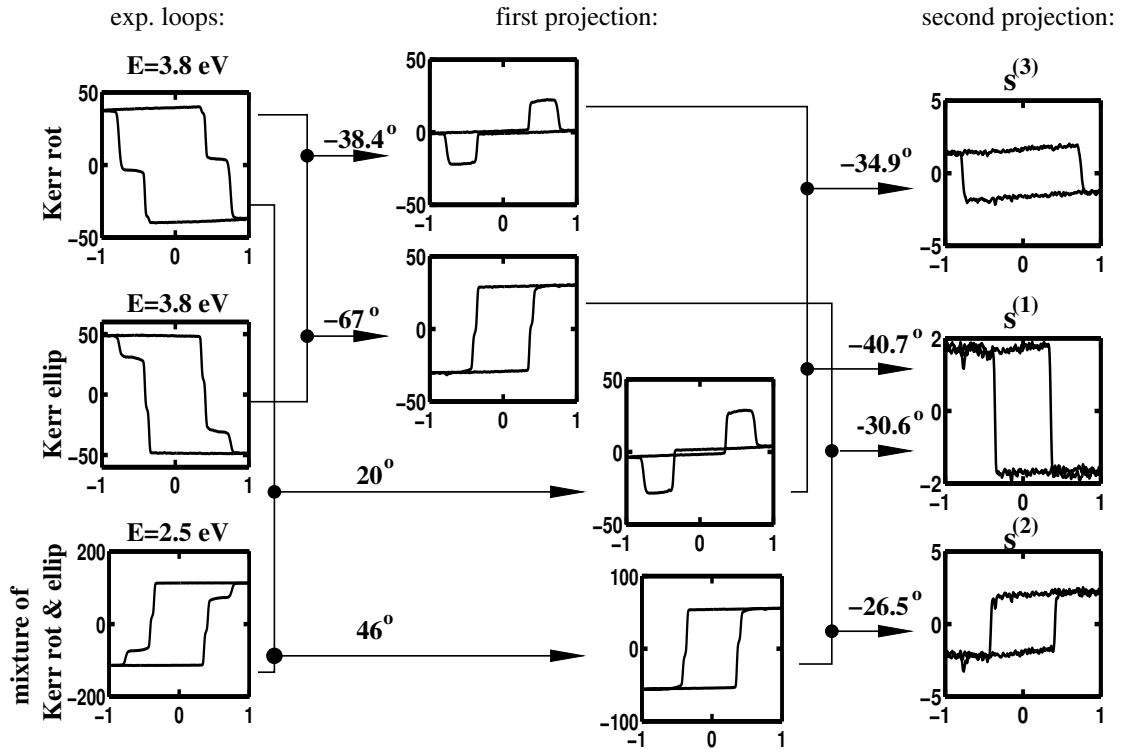 exp. loops: first projection: second projection:
E=3.8 eV
Kerr rot
50
0
−50
−1 0 1
−38.4°
50
0
−50
−1 0 1
−34.9°
s(3)
5
0
−5
−1 0 1
E=3.8 eV
Kerr ellip
50
0
−50
−1 0 1
−67°
50
0
−50
−1 0 1
−40.7°
-30.6°
s(1)
2
0
−2
−1 0 1
20°
50
0
−50
−1 0 1
E=2.5 eV
mixture of
Kerr rot & ellip
200
0
−200
−1 0 1
46°
100
0
−100
−1 0 1
−26.5°
s(2)
5
0
−5
−1 0 1